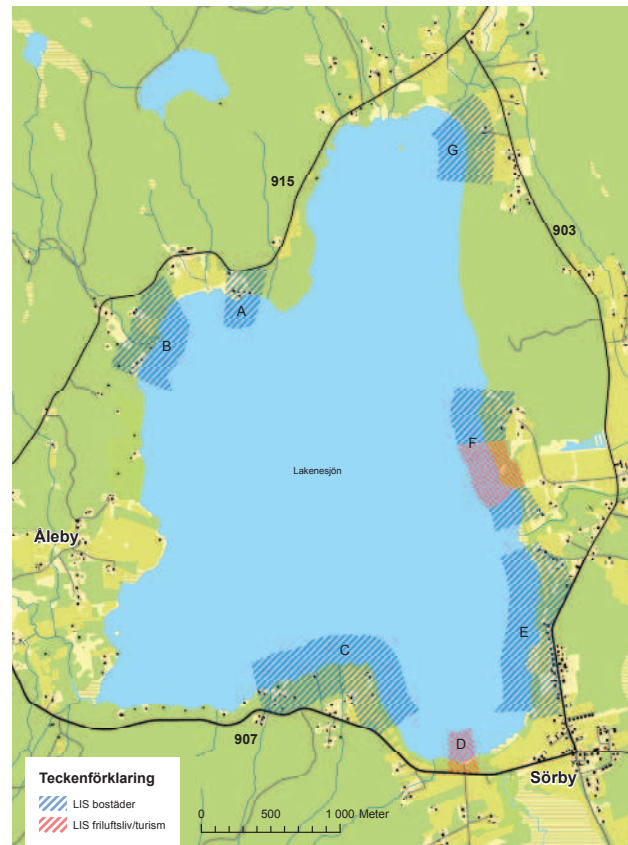 G
915
903
A
B
F
Lakenesjön
Åleby
E
C
D
907
Sörby
Teckenförklaring
LIS bostäder
LIS friluftsliv/turism
0 500 1 000 Meter